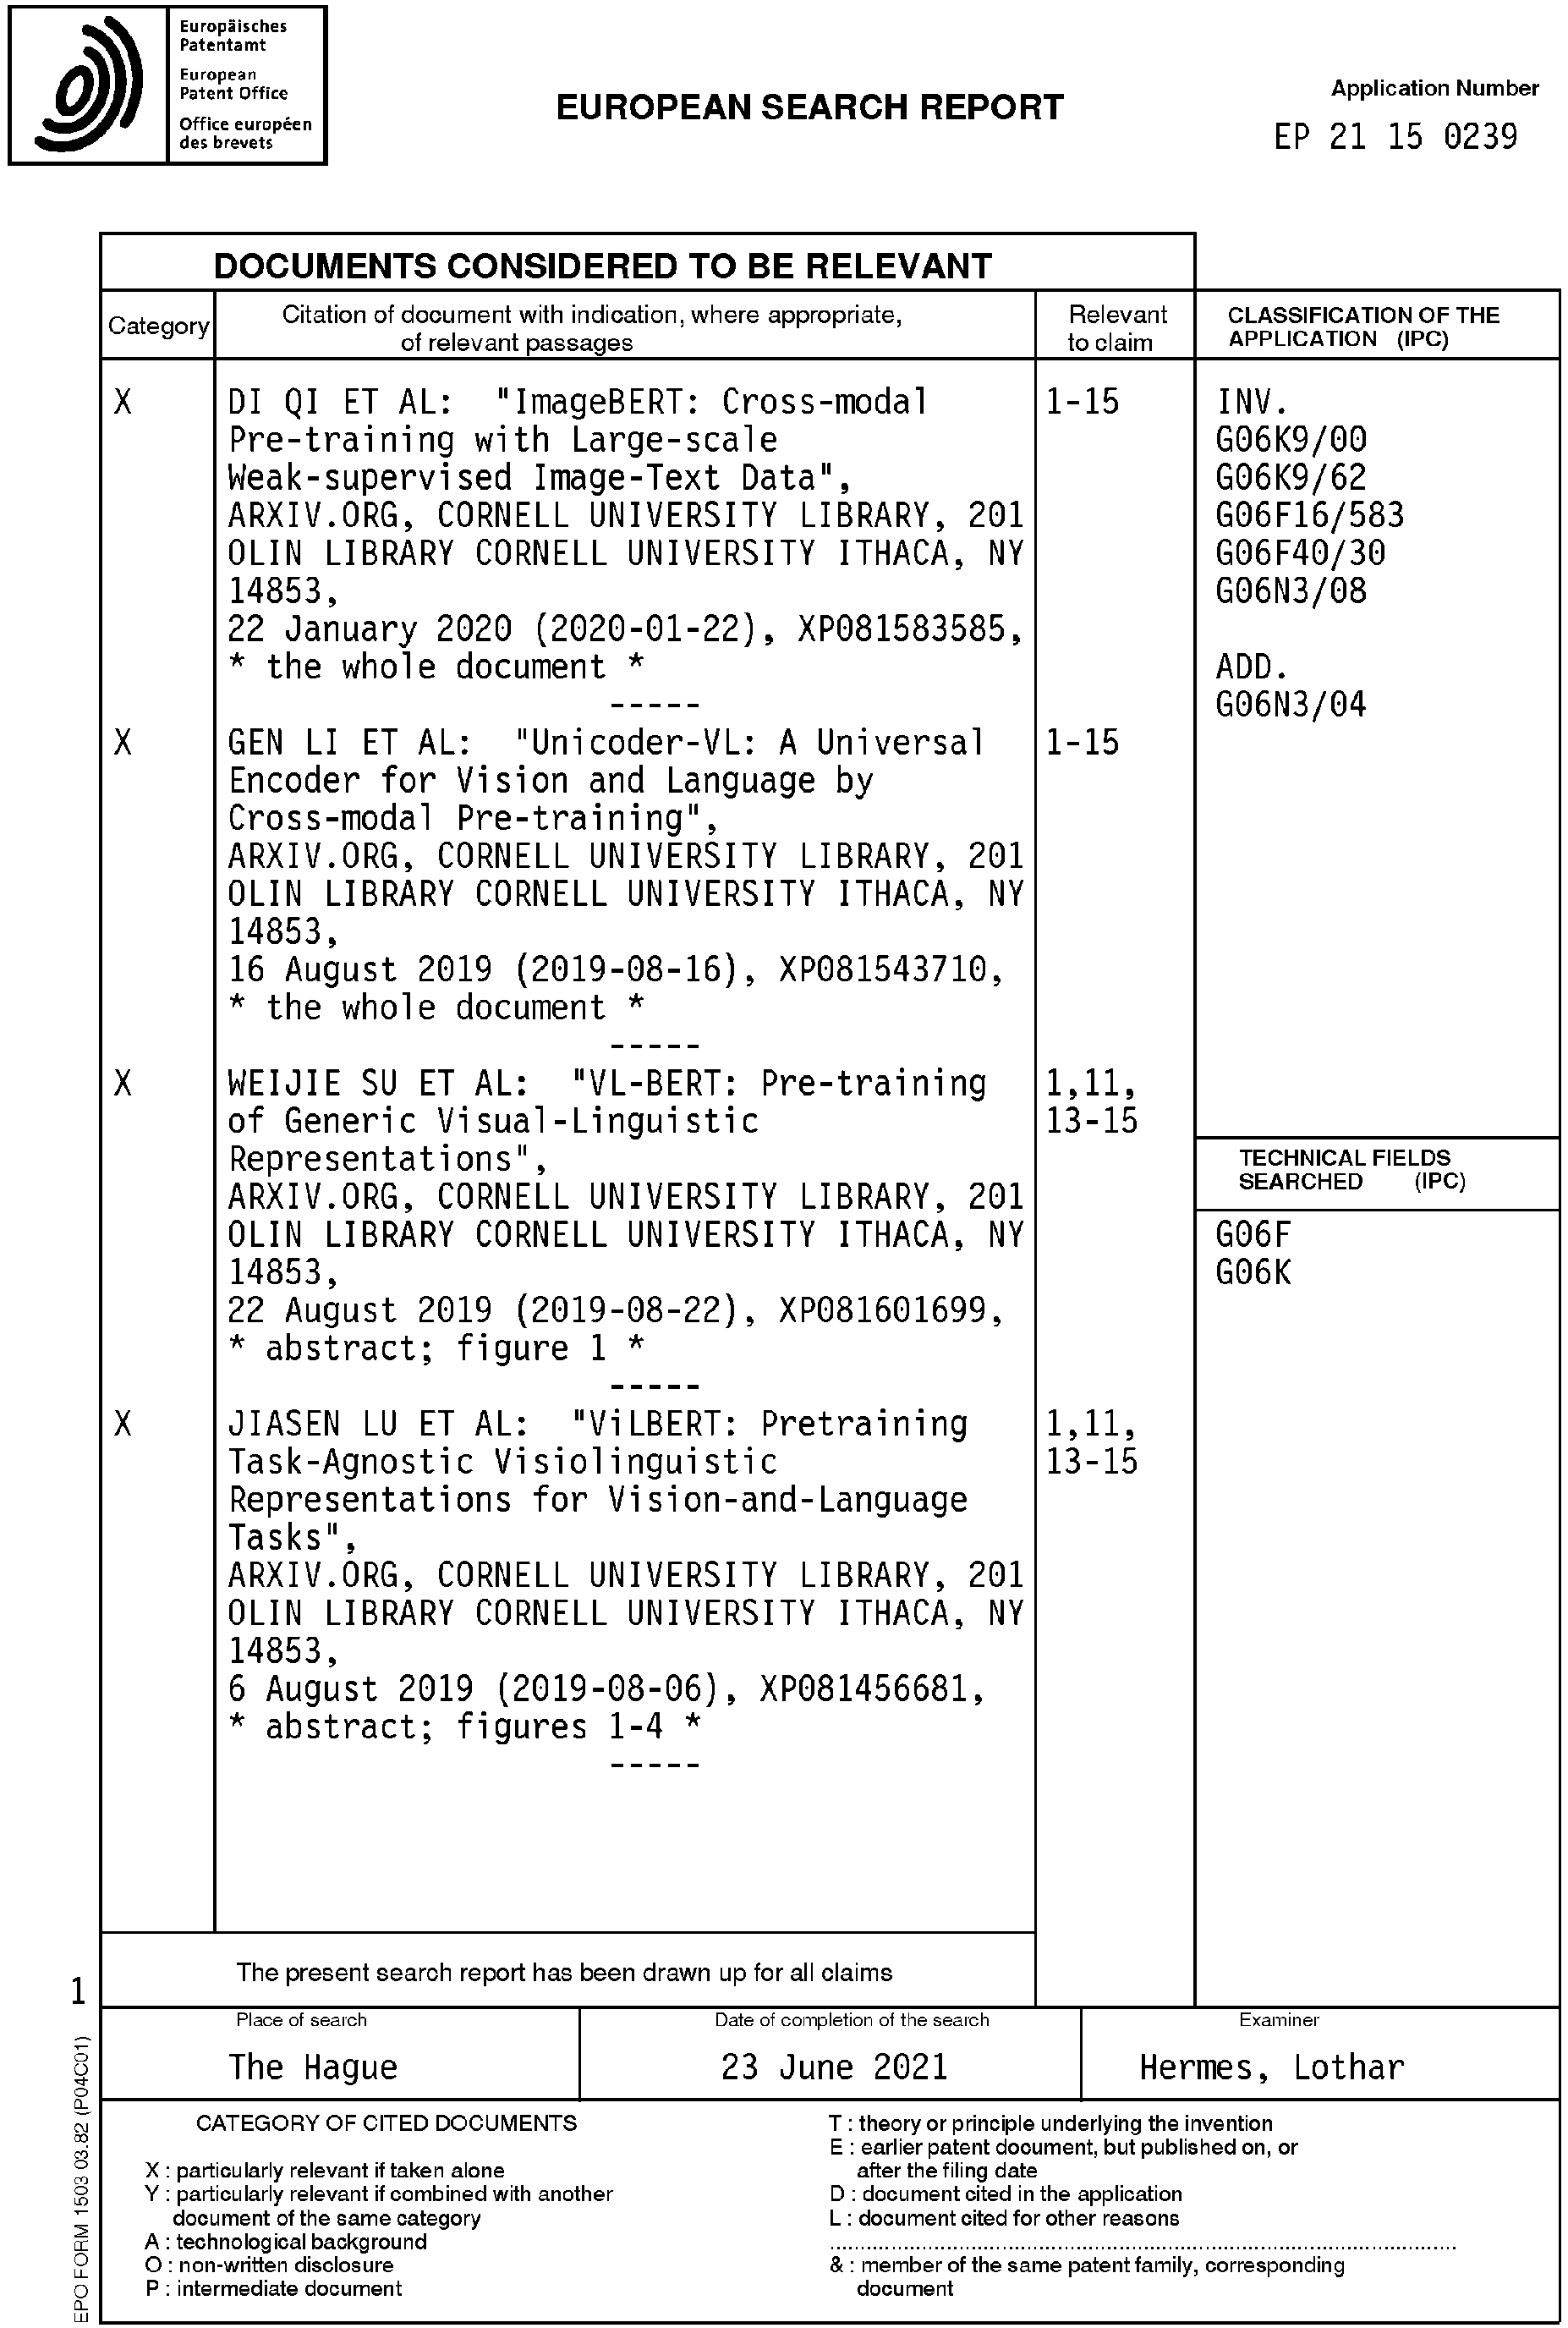 Europäisches
Patentamt
European
Patent Office
Office européen
des brevets
EUROPEAN SEARCH REPORT
Application Number
EP 21 15 0239
DOCUMENTS CONSIDERED TO BE RELEVANT
Category
Citation of document with indication, where appropriate,
of relevant passages
Relevant
to claim
CLASSIFICATION OF THE
APPLICATION (IPC)
X
DI QI ET AL: "ImageBERT: Cross-modal
Pre-training with Large-scale
Weak-supervised Image-Text Data",
ARXIV.ORG, CORNELL UNIVERSITY LIBRARY, 201
OLIN LIBRARY CORNELL UNIVERSITY ITHACA, NY
14853,
22 January 2020 (2020-01-22), XP081583585,
* the whole document *
-----
1-15
X
GEN LI ET AL: "Unicoder-VL: A Universal
Encoder for Vision and Language by
Cross-modal Pre-training",
ARXIV.ORG, CORNELL UNIVERSITY LIBRARY, 201
OLIN LIBRARY CORNELL UNIVERSITY ITHACA, NY
14853,
16 August 2019 (2019-08-16), XP081543710,
* the whole document *
-----
1-15
X
WEIJIE SU ET AL: "VL-BERT: Pre-training
of Generic Visual-Linguistic
Representations",
ARXIV.ORG, CORNELL UNIVERSITY LIBRARY, 201
OLIN LIBRARY CORNELL UNIVERSITY ITHACA, NY
14853,
22 August 2019 (2019-08-22), XP081601699,
* abstract; figure 1 *
-----
1,11,
13-15
X
JIASEN LU ET AL: "ViLBERT: Pretraining
Task-Agnostic Visiolinguistic
Representations for Vision-and-Language
Tasks",
ARXIV.ORG, CORNELL UNIVERSITY LIBRARY, 201
OLIN LIBRARY CORNELL UNIVERSITY ITHACA, NY
14853,
6 August 2019 (2019-08-06), XP081456681,
* abstract; figures 1-4 *
-----
1,11,
13-15
INV.
G06K9/00
G06K9/62
G06F16/583
G06F40/30
G06N3/08
ADD.
G06N3/04
TECHNICAL FIELDS
SEARCHED (IPC)
G06F
G06K
The present search report has been drawn up for all claims
1
Place of search
The Hague
Date of completion of the search
23 June 2021
Examiner
Hermes, Lothar
CATEGORY OF CITED DOCUMENTS
X : particularly relevant if taken alone
Y : particularly relevant if combined with another
document of the same category
A : technological background
O : non-written disclosure
P : intermediate document
T : theory or principle underlying the invention
E : earlier patent document, but published on, or
after the filing date
D : document cited in the application
L : document cited for other reasons
& : member of the same patent family, corresponding
document
EPO FORM 1503 03.82 (P04C01)